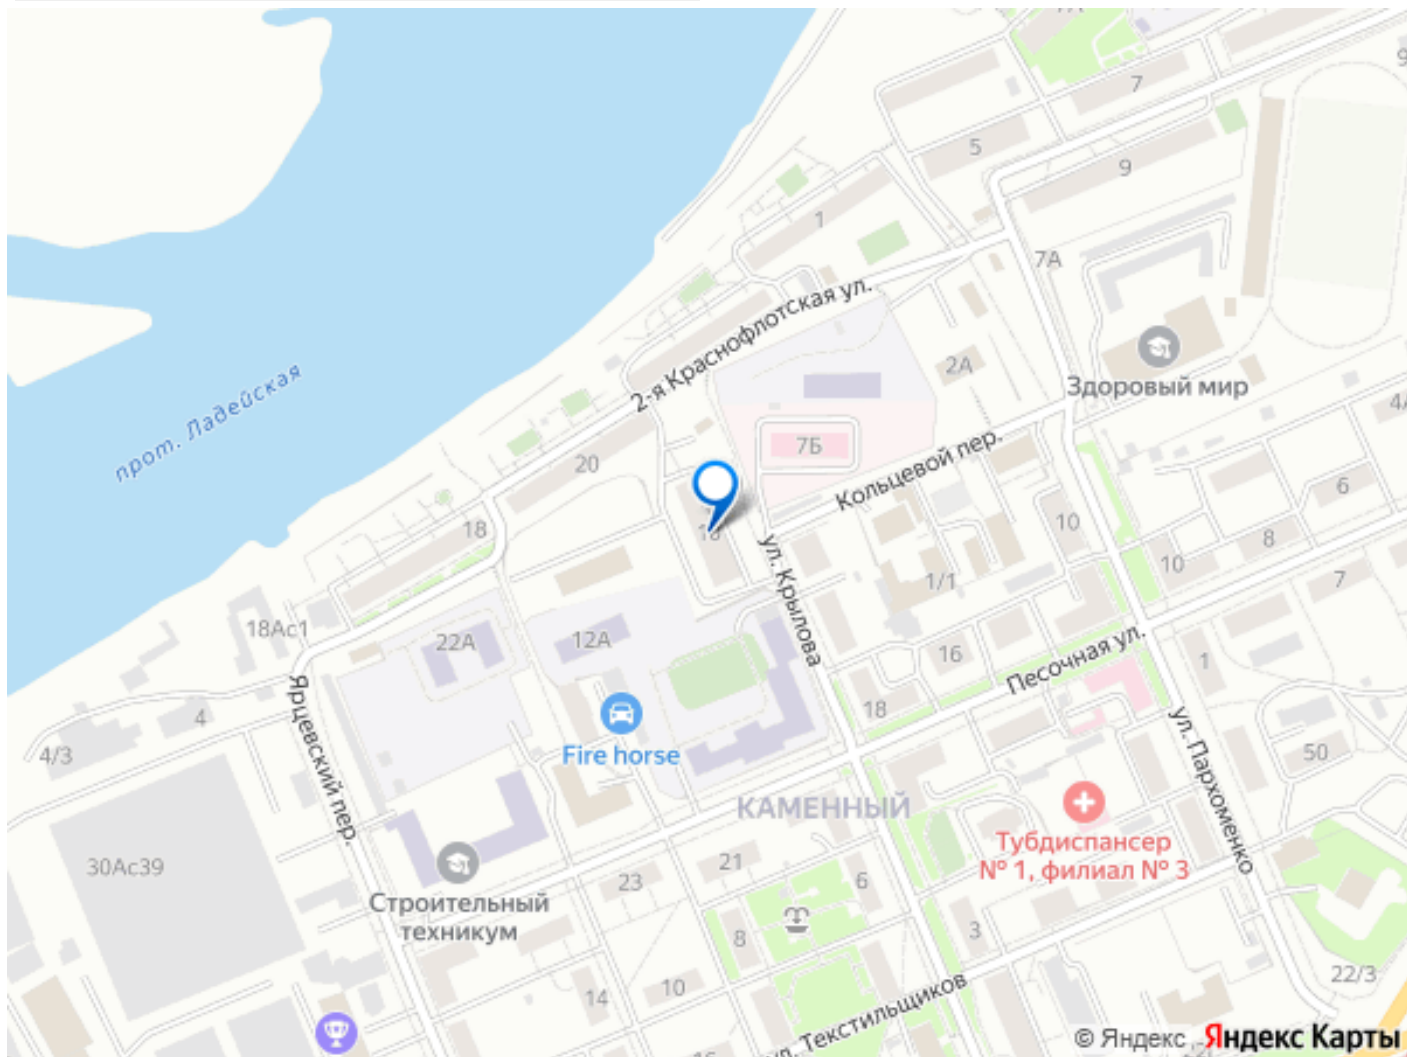 7
5
9
1
7А
2-я Краснофлотская ул.
2А
Здоровый мир
прот. Ладейская
7Б
20
Кольцевой пер.
6
18
10
8
10
ул. Крылова
1/1
7
18Ас1
22А
12А
16
Песочная ул.
1
Ярцевский пер.
4
18
ул. Пархоменко
4/3
Fire horse
50
КАМЕННЫЙ
Тубдиспансер
№ 1, филиал № 3
30Ас39
21
23
6
Строительный
техникум
8
3
22/3
14
10
ул. Текстильщиков
© Яндекс
Яндекс Карты